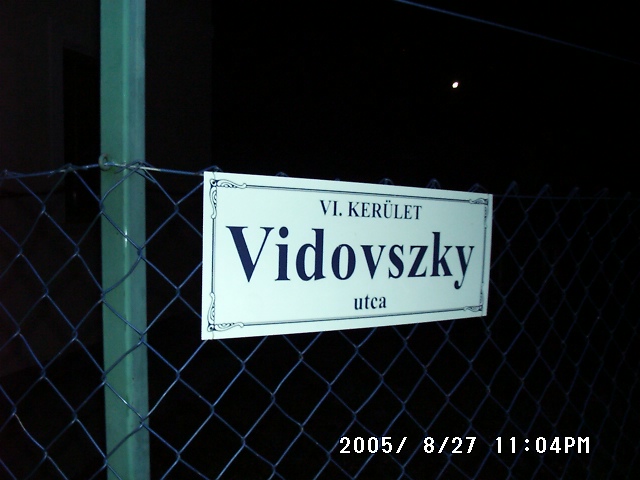 VI. KERÜLET
Vidovszky
utca
2005/ 8/27 11:04PM